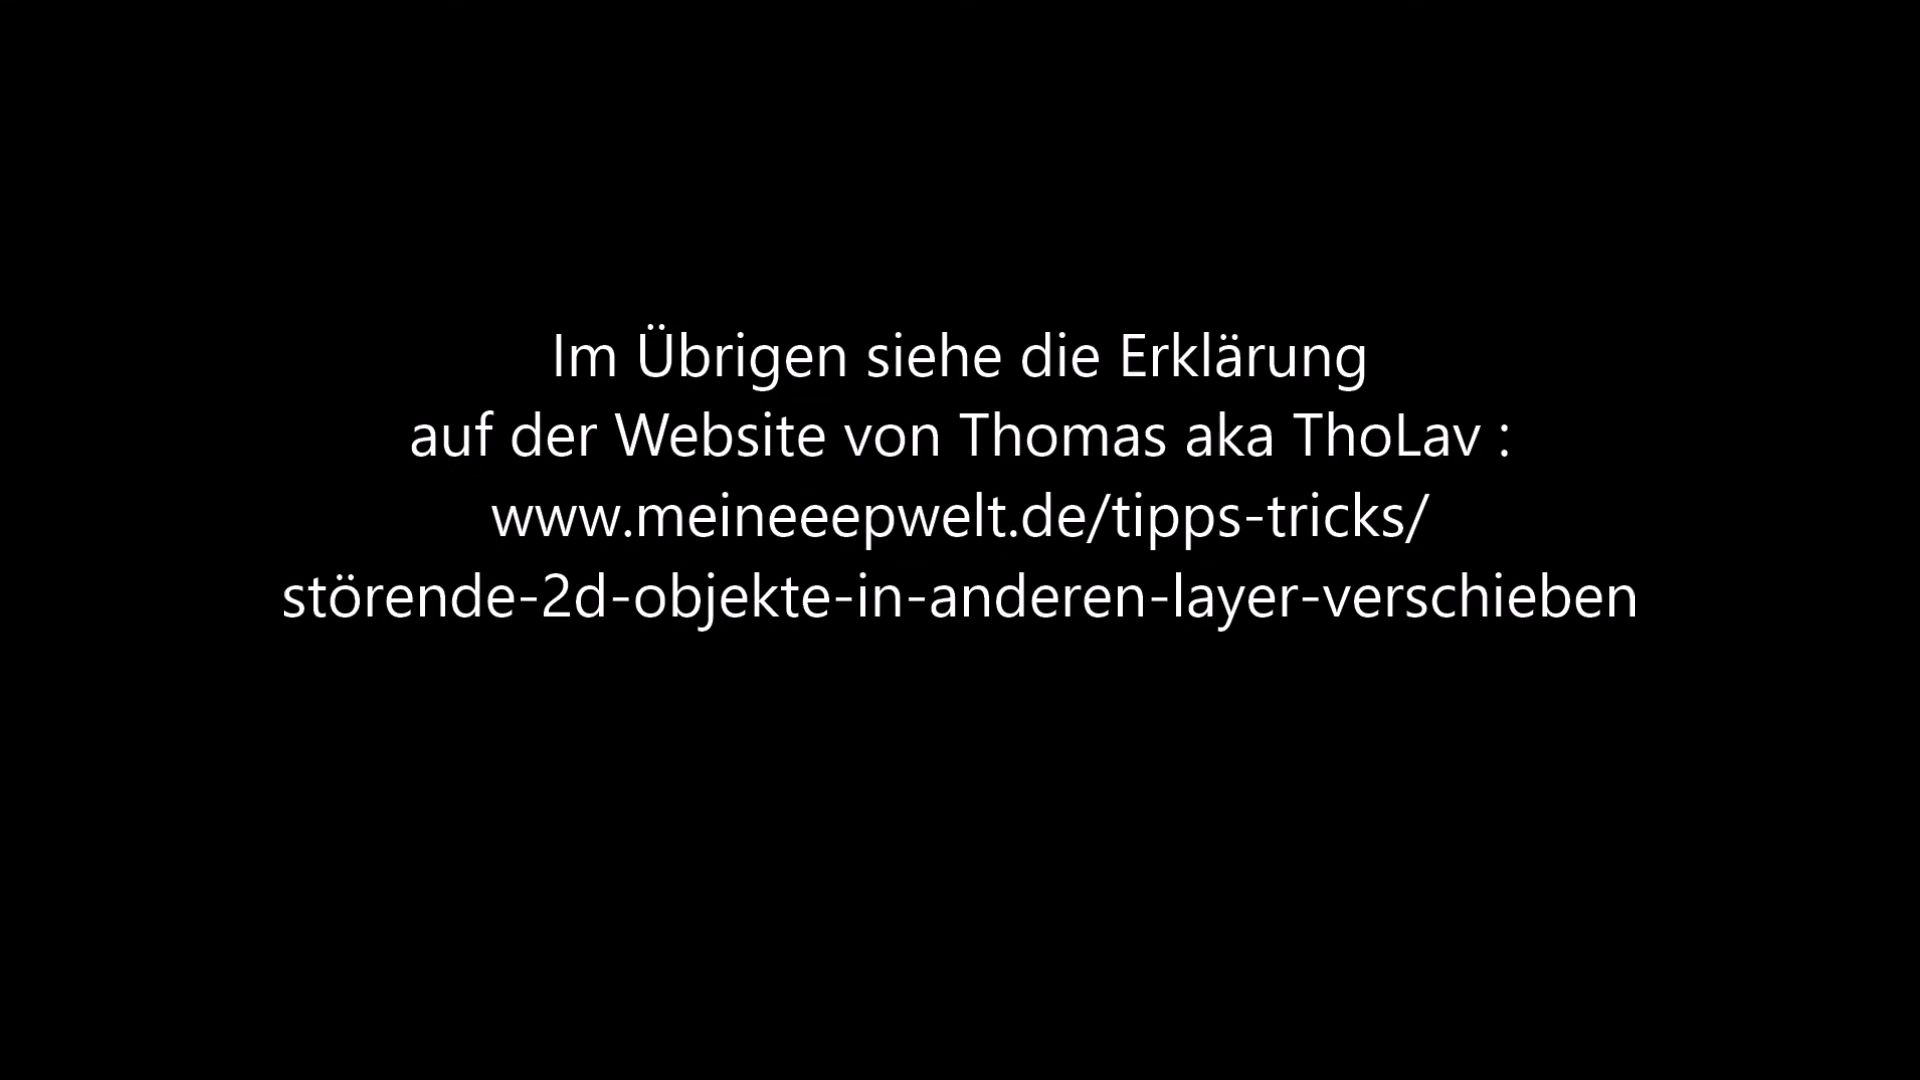 Im Übrigen siehe die Erklärung
auf der Website von Thomas aka ThoLav :
www.meineeepwelt.de/tipps-tricks/
störende-2d-objekte-in-anderen-layer-verschieben